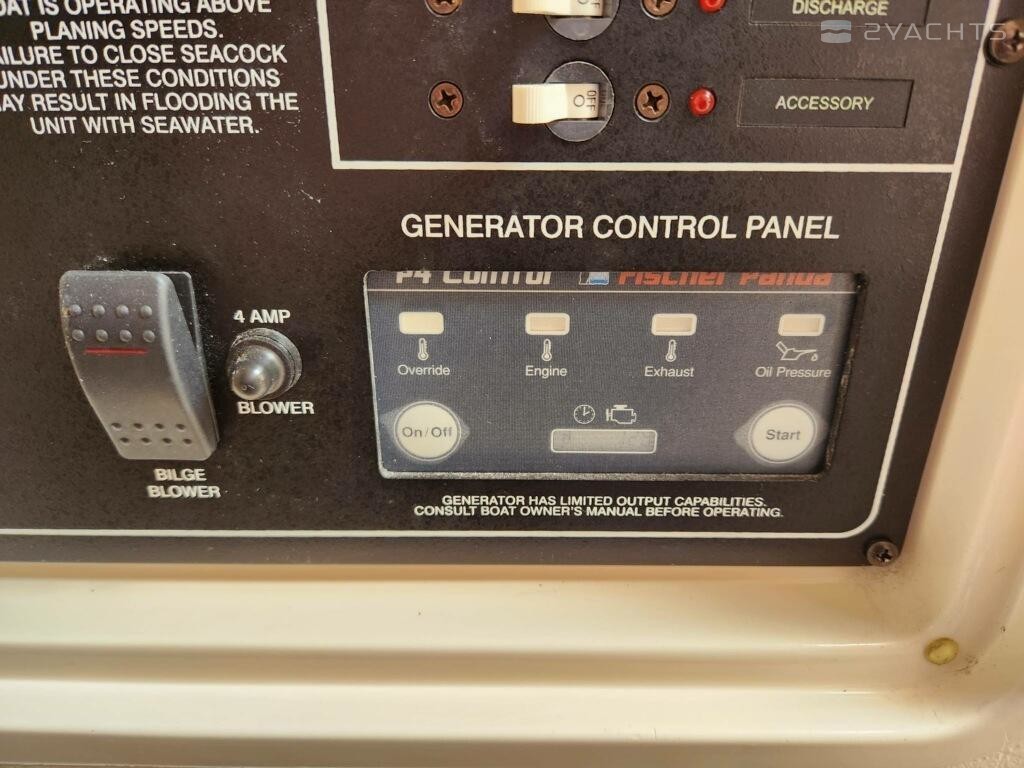 OAT IS OPERATING ABOVE
PLANING SPEEDS.
AILURE TO CLOSE SEACOCK
UNDER THESE CONDITIONS
MAY RESULT IN FLOODING THE
UNIT WITH SEAWATER.
DISCHARGE
2YACHTS
OFF
ACCESSORY
GENERATOR CONTROL PANEL
P4 Control Fischer Panda
Override
Engine
Exhaust
Oil Pressure
On/Off
Start
4 AMP
BLOWER
BILGE
BLOWER
GENERATOR HAS LIMITED OUTPUT CAPABILITIES.
CONSULT BOAT OWNER'S MANUAL BEFORE OPERATING.